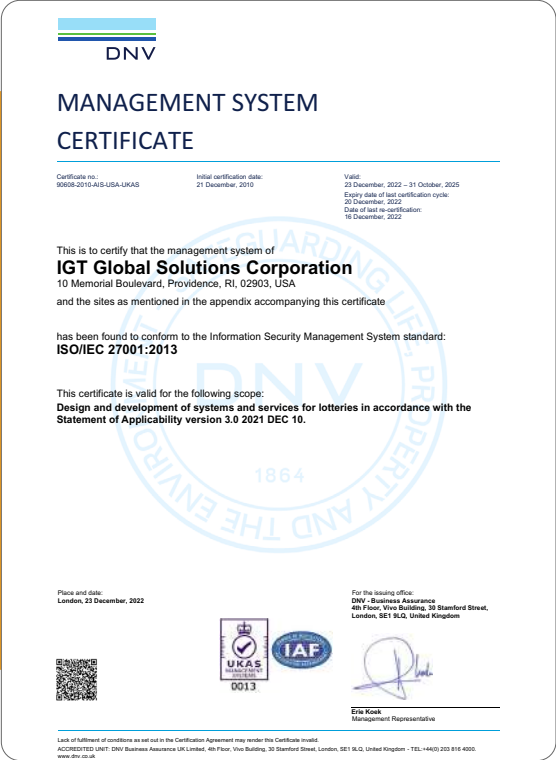 DNV
MANAGEMENT SYSTEM
CERTIFICATE
Certificate no.:
90608-2010-AIS-USA-UKAS
Initial certification date:
21 December, 2010
Valid:
23 December, 2022 – 31 October, 2025
Expiry date of last certification cycle:
20 December, 2022
Date of last re-certification:
16 December, 2022
This is to certify that the management system of
IGT Global Solutions Corporation
10 Memorial Boulevard, Providence, RI, 02903, USA
and the sites as mentioned in the appendix accompanying this certificate
has been found to conform to the Information Security Management System standard:
ISO/IEC 27001:2013
This certificate is valid for the following scope:
Design and development of systems and services for lotteries in accordance with the
Statement of Applicability version 3.0 2021 DEC 10.
SAFEGUARDING LIFE, PROPERTY AND THE ENVIRONMENT
DNV
1864
Place and date:
London, 23 December, 2022
For the issuing office:
DNV - Business Assurance
4th Floor, Vivo Building, 30 Stamford Street,
London, SE1 9LQ, United Kingdom
UKAS
MANAGEMENT
SYSTEMS
0013
IAF
Erie Koek
Management Representative
Lack of fulfilment of conditions as set out in the Certification Agreement may render this Certificate invalid.
ACCREDITED UNIT: DNV Business Assurance UK Limited, 4th Floor, Vivo Building, 30 Stamford Street, London, SE1 9LQ, United Kingdom - TEL:+44(0) 203 816 4000.
www.dnv.co.uk